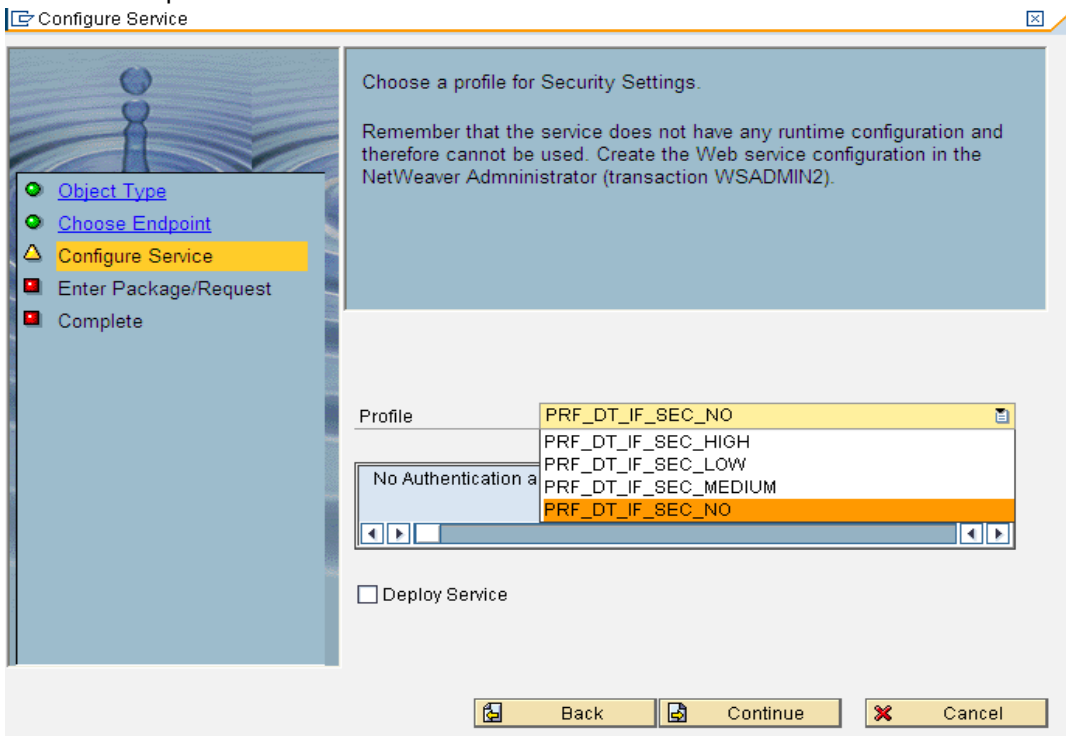 Configure Service
Choose a profile for Security Settings.
Remember that the service does not have any runtime configuration and
therefore cannot be used. Create the Web service configuration in the
NetWeaver Admninistrator (transaction WSADMIN2).
Object Type
Choose Endpoint
Configure Service
Enter Package/Request
Complete
Profile PRF_DT_IF_SEC_NO
PRF_DT_IF_SEC_HIGH
PRF_DT_IF_SEC_LOW
No Authentication a
PRF_DT_IF_SEC_MEDIUM
PRF_DT_IF_SEC_NO
Deploy Service
Back Continue Cancel